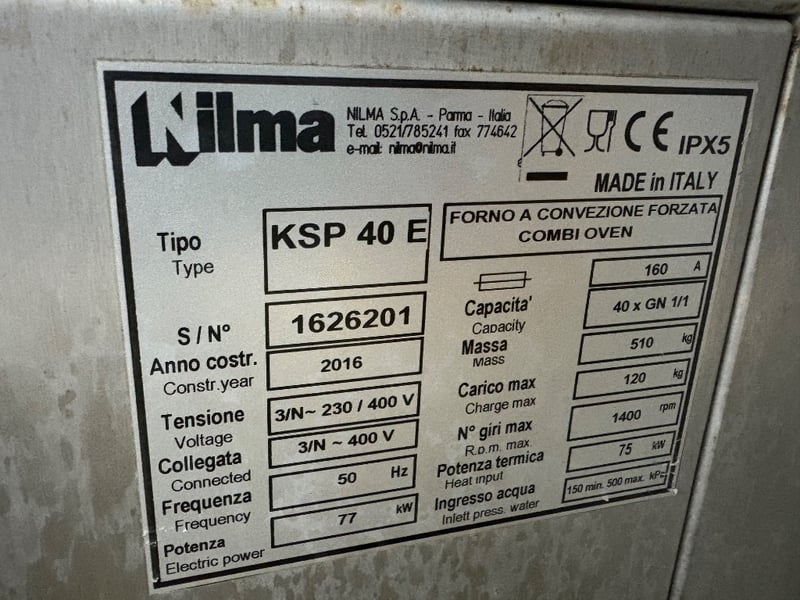 Nilma
NILMA S.p.A. - Parma - Italia
Tel. 0521/785241 fax 774642
e-mail: nilma@nilma.it
CE IPX5
MADE in ITALY
Tipo
Type
KSP 40 E
FORNO A CONVEZIONE FORZATA
COMBI OVEN
160 A
S / N°
1626201
Capacita'
Capacity
40 x GN 1/1
Anno costr.
Constr.year
2016
Massa
Mass
510 kg
Tensione
Voltage
3/N~ 230 / 400 V
Carico max
Charge max
120 kg
Collegata
Connected
3/N ~ 400 V
N° giri max
R.p.m. max.
1400 rpm
Frequenza
Frequency
50 Hz
Potenza termica
Heat input
75 kW
Potenza
Electric power
77 kW
Ingresso acqua
Inlett press. water
150 min. 500 max. kPa